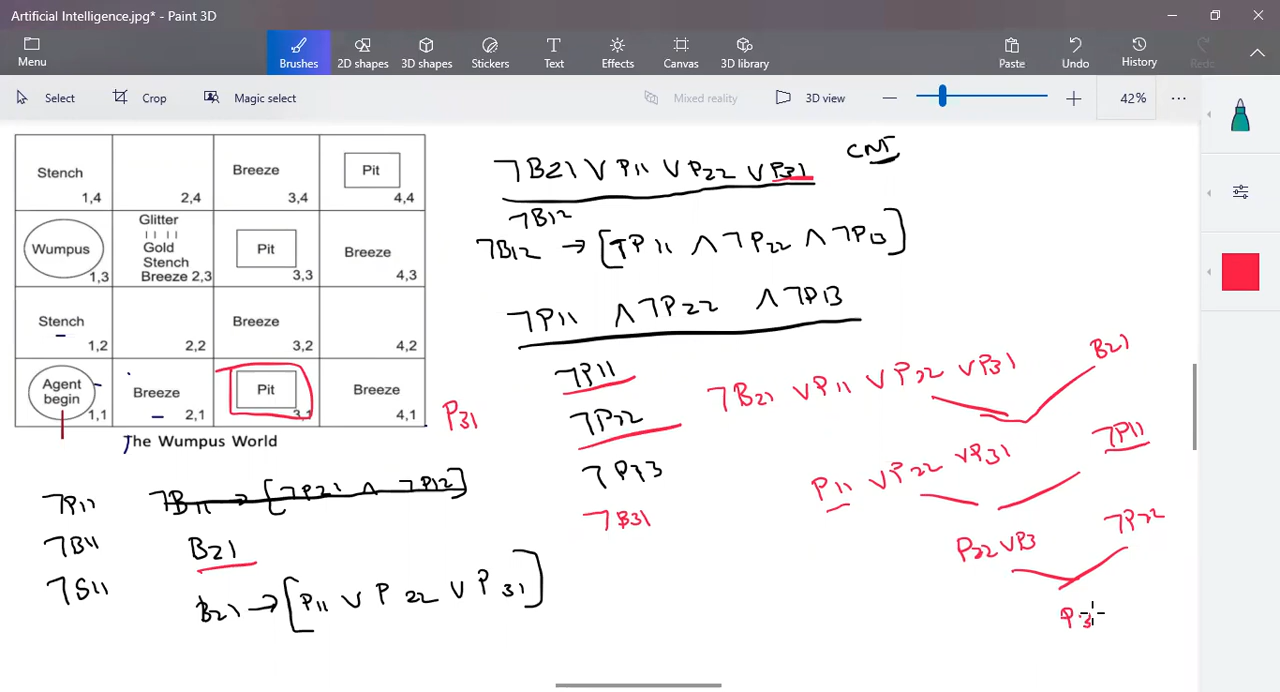 Artificial Intelligence.jpg* - Paint 3D
Menu
Brushes 2D shapes 3D shapes Stickers Text Effects Canvas 3D library Paste Undo History Redo
Select Crop Magic select Mixed reality 3D view 42%
Stench 1,4
2,4
Breeze 3,4
Pit 4,4
Wumpus 1,3
Glitter
Gold
Stench
Breeze 2,3
Pit 3,3
Breeze 4,3
Stench 1,2
2,2
Breeze 3,2
4,2
Agent
begin 1,1
Breeze 2,1
Pit 3,1
Breeze 4,1
The Wumpus World
P31
¬P11
¬B11
¬S11
¬B11 → [¬P21 ∧ ¬P12]
B21
B21 → [P11 ∨ P22 ∨ P31]
¬B21 ∨ P11 ∨ P22 ∨ P31
CNF
¬B12
¬B12 → [¬P11 ∧ ¬P22 ∧ ¬P13]
¬P11 ∧ ¬P22 ∧ ¬P13
¬P11
¬P22
¬P33
¬B31
¬B21 ∨ P11 ∨ P22 ∨ P31
B21
P11 ∨ P22 ∨ P31
¬P11
P22 ∨ P3
¬P22
P3